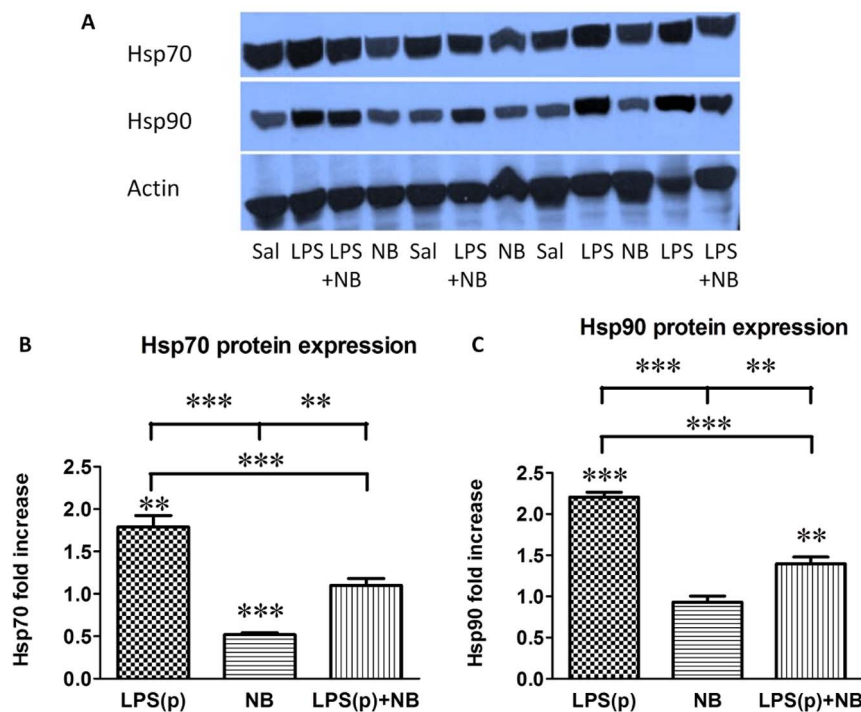 A
Hsp70
Hsp90
Actin
Sal LPS LPS NB Sal LPS NB Sal LPS NB LPS LPS
+NB +NB +NB
B
Hsp70 protein expression
*** **
***
Hsp70 fold increase
2.5
2.0
1.5
1.0
0.5
0.0
**
***
LPS(p) NB LPS(p)+NB
C
Hsp90 protein expression
*** **
***
Hsp90 fold increase
2.5
2.0
1.5
1.0
0.5
0.0
***
**
LPS(p) NB LPS(p)+NB